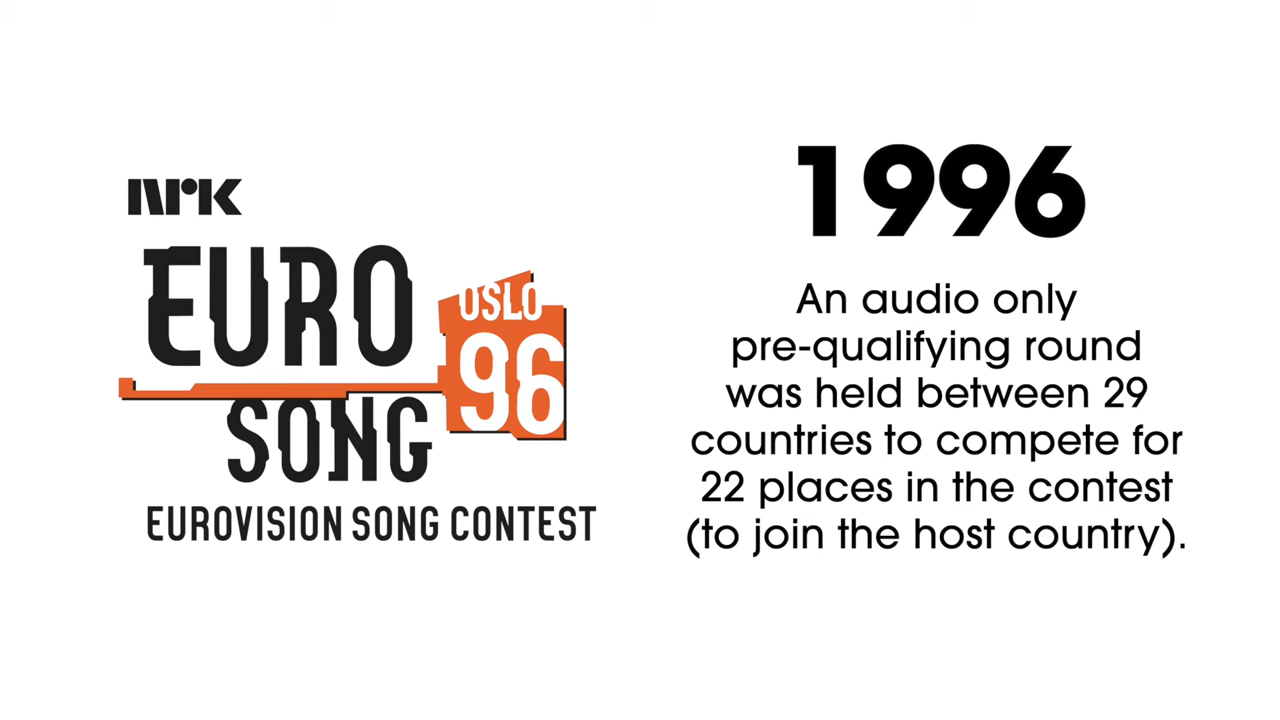 NRK
EURO
OSLO
96
SONG
EUROVISION SONG CONTEST
1996
An audio only
pre-qualifying round
was held between 29
countries to compete for
22 places in the contest
(to join the host country).